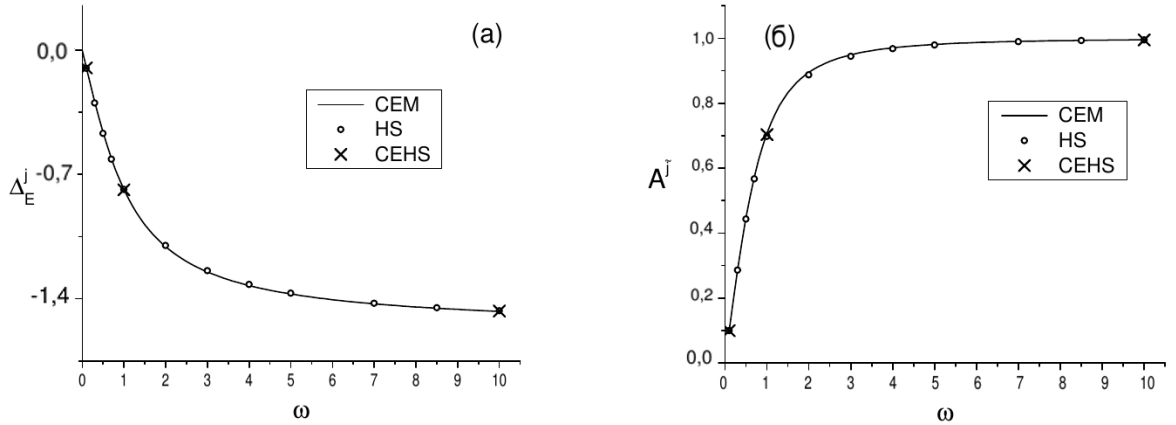 (a)
0,0
-0,7
-1,4
Δ_E^j
CEM
HS
CEHS
0 1 2 3 4 5 6 7 8 9 10
ω
(б)
1,0
0,8
0,6
0,4
0,2
0,0
A^j̃
CEM
HS
CEHS
0 1 2 3 4 5 6 7 8 9 10
ω